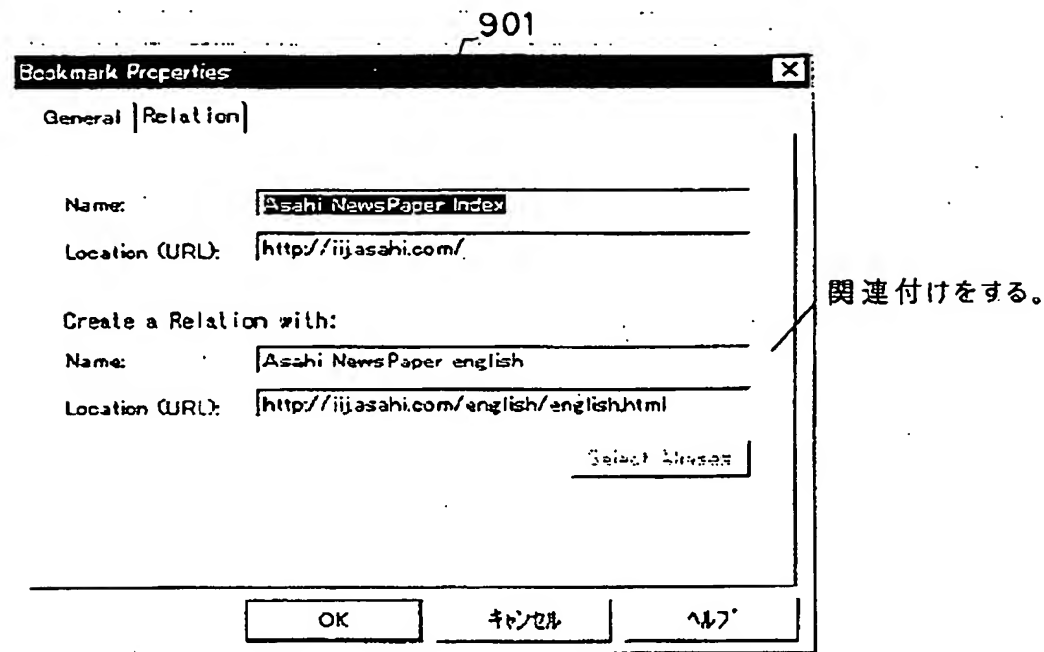 901
Bookmark Properties
General Relation
Name: Asahi NewsPaper Index
Location (URL): http://iij.asahi.com/
関連付けをする。
Create a Relation with:
Name: Asahi NewsPaper english
Location (URL): http://iij.asahi.com/english/english.html
Select Aliases
OK キャンセル ヘルプ